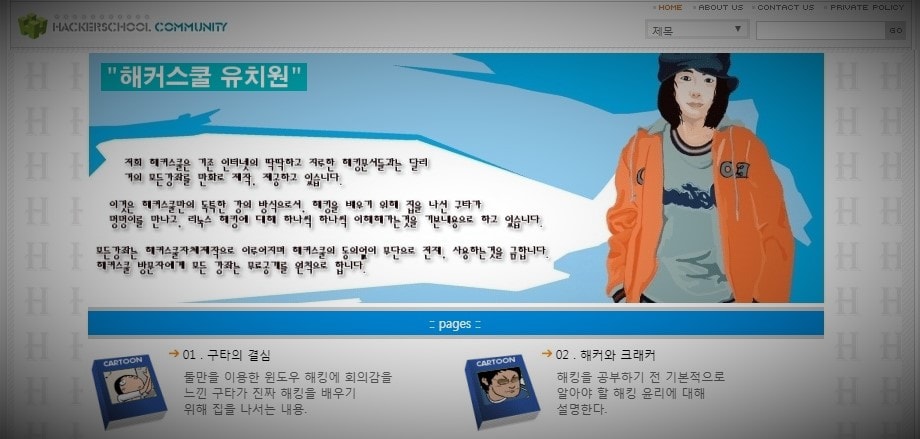 HOME ABOUT US CONTACT US PRIVATE POLICY
HACKERSCHOOL COMMUNITY
제목 GO
"해커스쿨 유치원"
저희 해커스쿨은 기존 인터넷의 딱딱하고 지루한 해킹문서들과는 달리
거의 모든강좌를 만화로 제작, 제공하고 있습니다.
이것은 해커스쿨만의 독특한 강의 방식으로서, 해킹을 배우기 위해 집을 나선 구타가
멍멍이를 만나고, 리눅스 해킹에 대해 하나씩 하나씩 이해해가는것을 기본내용으로 하고 있습니다.
모든강좌는 해커스쿨자체제작으로 이루어지며 해커스쿨의 동의없이 무단으로 전재, 사용하는것을 금합니다.
해커스쿨 방문자에게 모든 강좌는 무료공개를 원칙으로 합니다.
:: pages ::
CARTOON
01 . 구타의 결심
툴만을 이용한 윈도우 해킹에 회의감을
느낀 구타가 진짜 해킹을 배우기
위해 집을 나서는 내용.
CARTOON
02 . 해커와 크래커
해킹을 공부하기 전 기본적으로
알아야 할 해킹 윤리에 대해
설명한다.